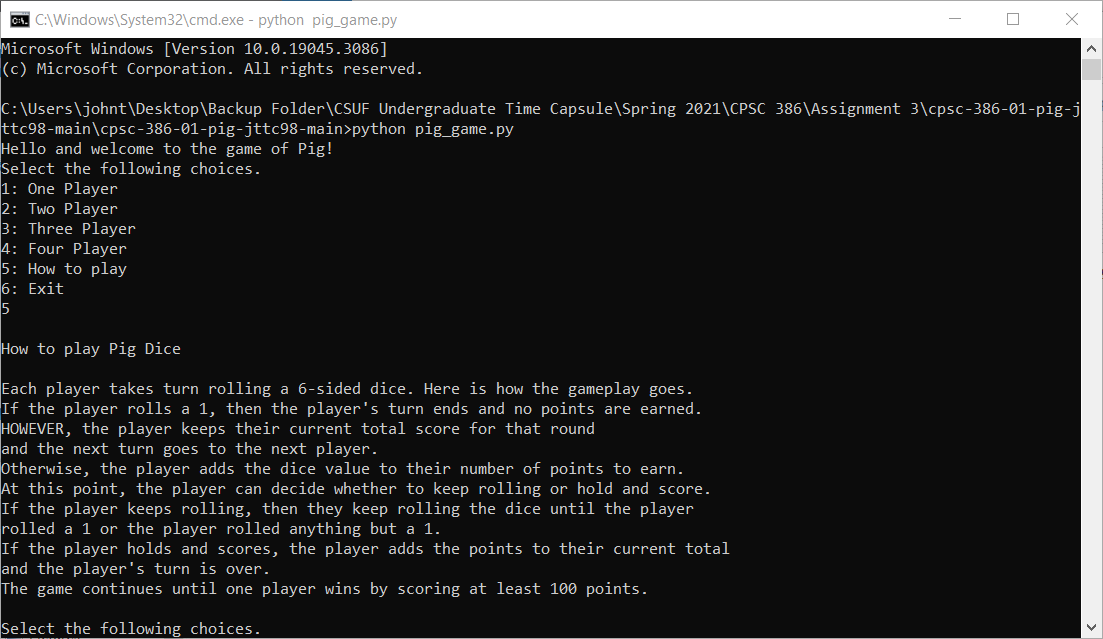 C:\Windows\System32\cmd.exe - python  pig_game.py
Microsoft Windows [Version 10.0.19045.3086]
(c) Microsoft Corporation. All rights reserved.
C:\Users\johnt\Desktop\Backup Folder\CSUF Undergraduate Time Capsule\Spring 2021\CPSC 386\Assignment 3\cpsc-386-01-pig-j
ttc98-main\cpsc-386-01-pig-jttc98-main>python pig_game.py
Hello and welcome to the game of Pig!
Select the following choices.
1: One Player
2: Two Player
3: Three Player
4: Four Player
5: How to play
6: Exit
5
How to play Pig Dice
Each player takes turn rolling a 6-sided dice. Here is how the gameplay goes.
If the player rolls a 1, then the player's turn ends and no points are earned.
HOWEVER, the player keeps their current total score for that round
and the next turn goes to the next player.
Otherwise, the player adds the dice value to their number of points to earn.
At this point, the player can decide whether to keep rolling or hold and score.
If the player keeps rolling, then they keep rolling the dice until the player
rolled a 1 or the player rolled anything but a 1.
If the player holds and scores, the player adds the points to their current total
and the player's turn is over.
The game continues until one player wins by scoring at least 100 points.
Select the following choices.